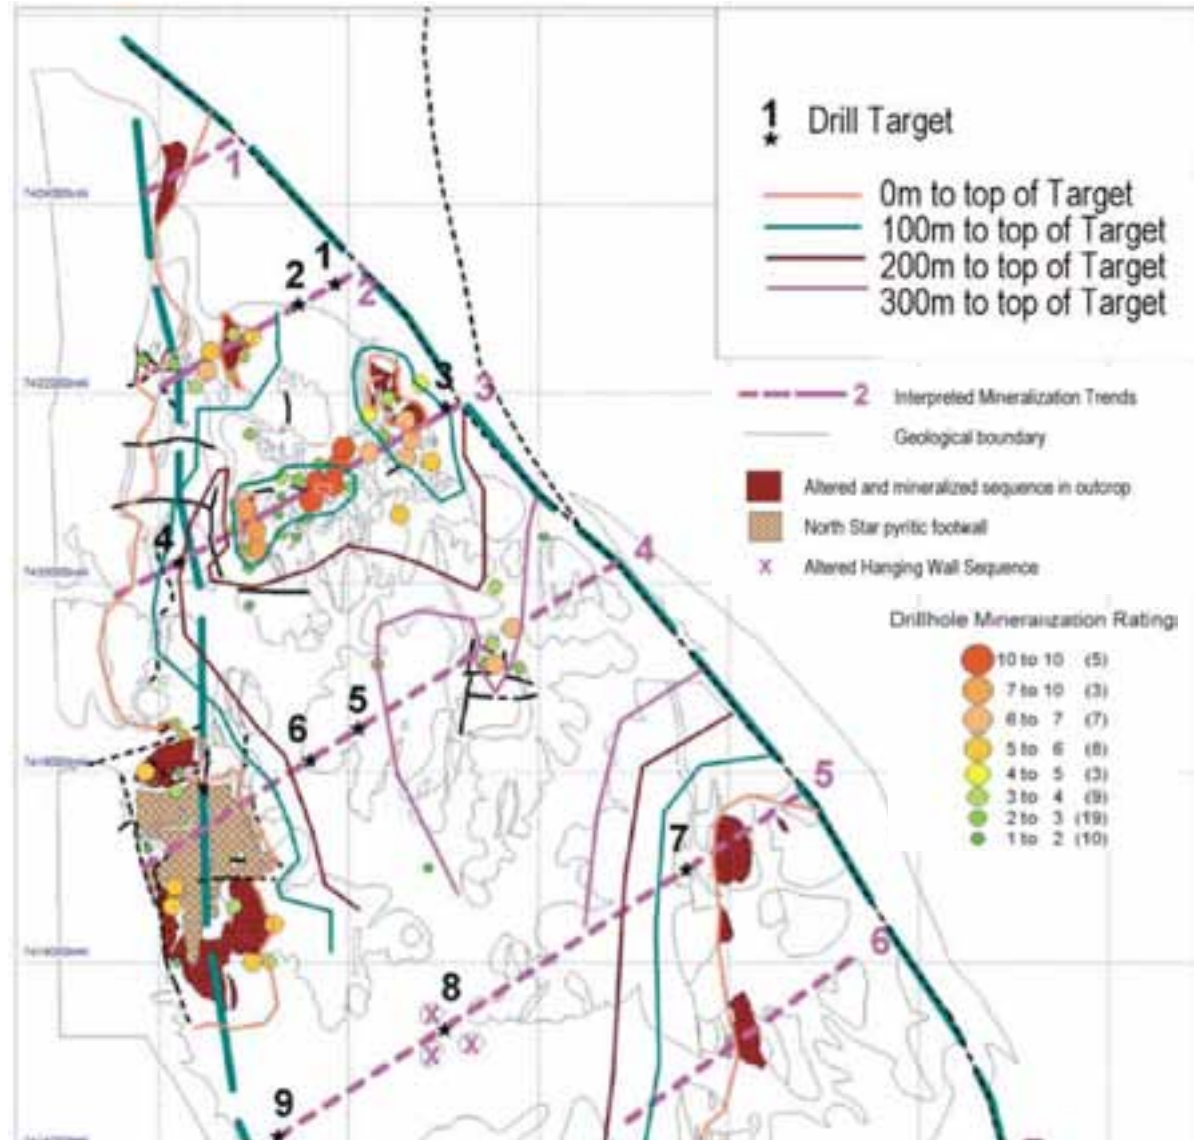 1 Drill Target
0m to top of Target
100m to top of Target
200m to top of Target
300m to top of Target
2 Interpreted Mineralization Trends
Geological boundary
Altered and mineralized sequence in outcrop
North Star pyritic footwall
X Altered Hanging Wall Sequence
Drillhole Mineralization Rating
10 to 10 (5)
7 to 10 (3)
6 to 7 (7)
5 to 6 (8)
4 to 5 (3)
3 to 4 (9)
2 to 3 (19)
1 to 2 (10)
1
1
2
2
3
3
4
4
5
6
5
7
6
8
X
X
X
9